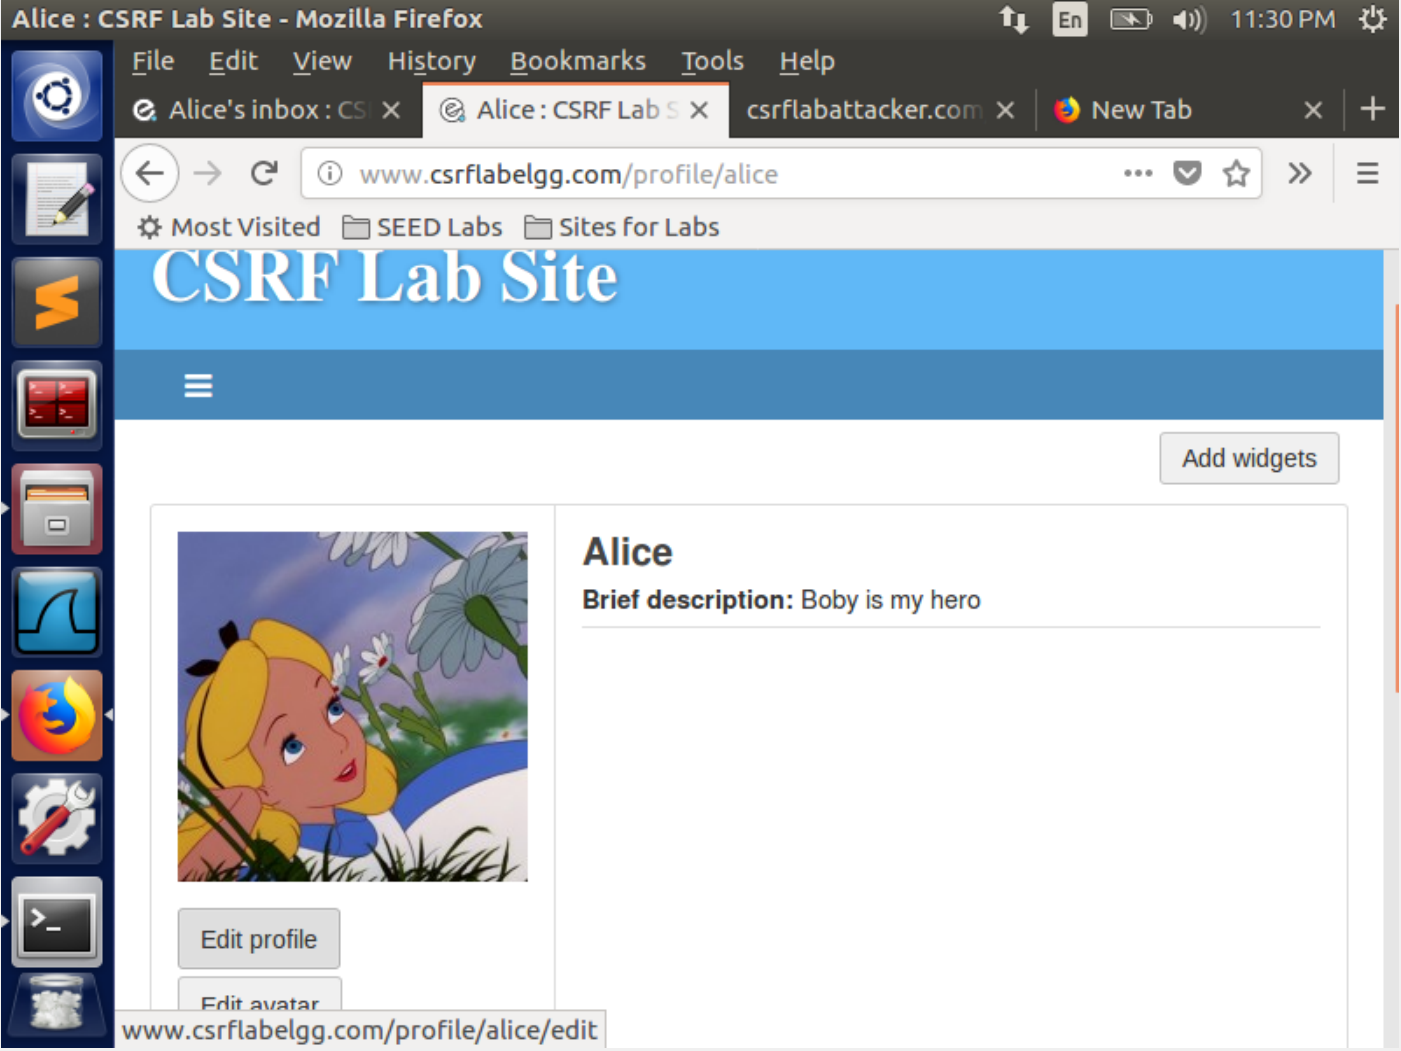 Alice : CSRF Lab Site - Mozilla Firefox En 11:30 PM
File Edit View History Bookmarks Tools Help
Alice's inbox : CS Alice : CSRF Lab S csrflabattacker.com New Tab
www.csrflabelgg.com/profile/alice
Most Visited SEED Labs Sites for Labs
CSRF Lab Site
Add widgets
Alice
Brief description: Boby is my hero
Edit profile
Edit avatar
www.csrflabelgg.com/profile/alice/edit